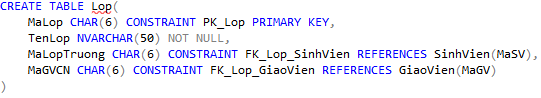 CREATE TABLE Lop(
MaLop CHAR(6) CONSTRAINT PK_Lop PRIMARY KEY,
TenLop NVARCHAR(50) NOT NULL,
MaLopTruong CHAR(6) CONSTRAINT FK_Lop_SinhVien REFERENCES SinhVien(MaSV),
MaGVCN CHAR(6) CONSTRAINT FK_Lop_GiaoVien REFERENCES GiaoVien(MaGV)
)